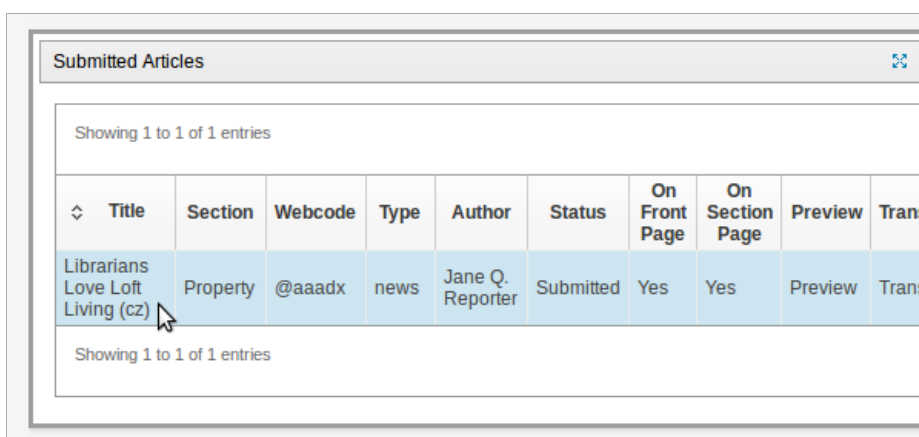 Submitted Articles
Showing 1 to 1 of 1 entries
Title Section Webcode Type Author Status On Front Page On Section Page Preview Trans
Librarians Love Loft Living (cz) Property @aaadx news Jane Q. Reporter Submitted Yes Yes Preview Trans
Showing 1 to 1 of 1 entries